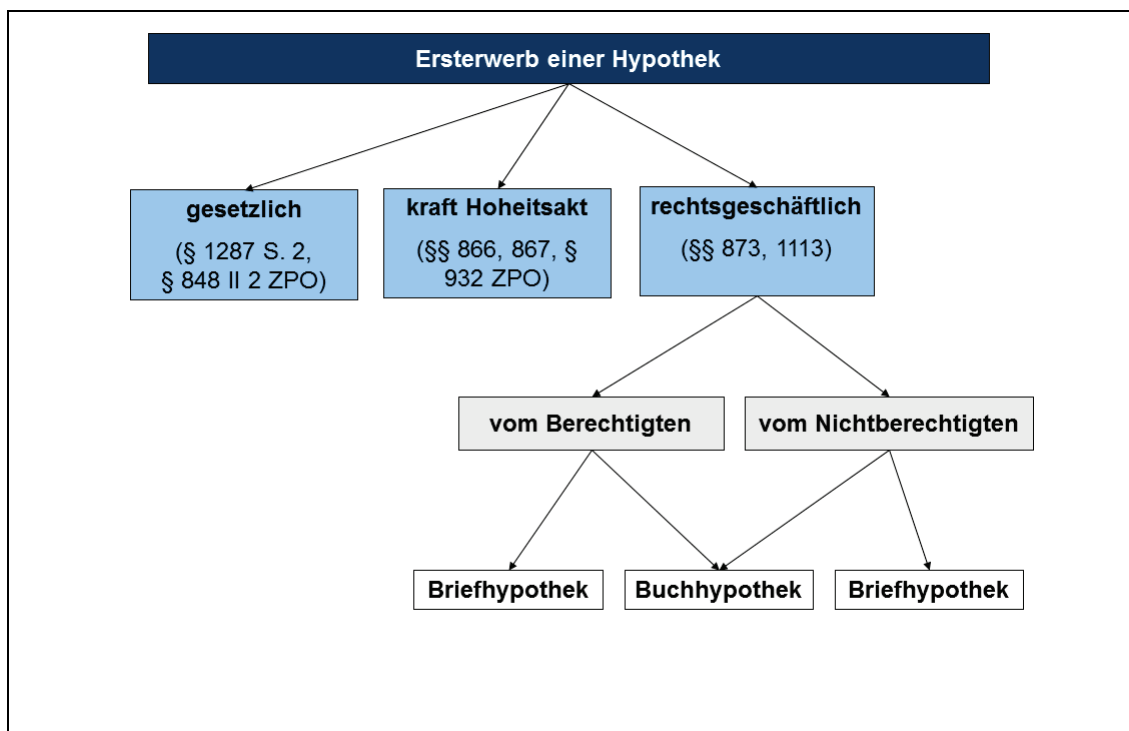 Ersterwerb einer Hypothek
gesetzlich
(§ 1287 S. 2,
§ 848 II 2 ZPO)
kraft Hoheitsakt
(§§ 866, 867, §
932 ZPO)
rechtsgeschäftlich
(§§ 873, 1113)
vom Berechtigten
vom Nichtberechtigten
Briefhypothek
Buchhypothek
Briefhypothek